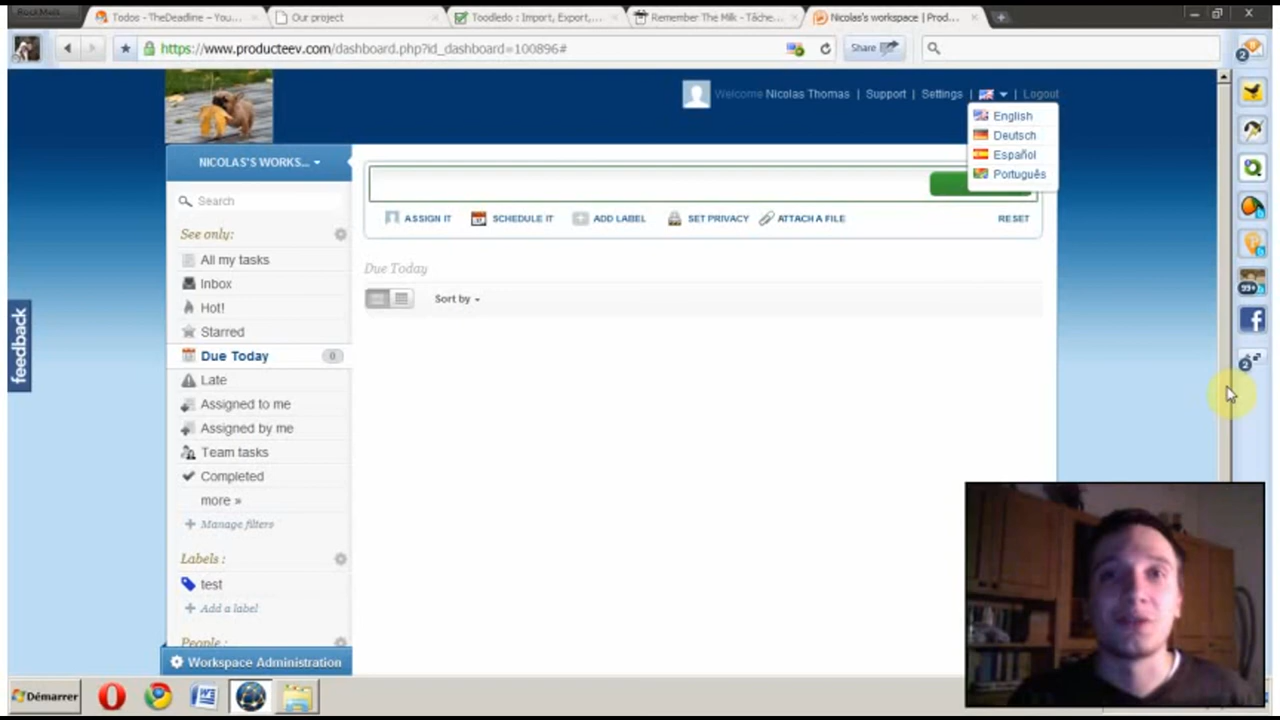 Todos - TheDeadline – You...
Our project
Toodledo : Import, Export,...
Remember The Milk - Tâche...
Nicolas's workspace | Prod...
https://www.producteev.com/dashboard.php?id_dashboard=100896#
Share
2
Welcome Nicolas Thomas | Support | Settings | | Logout
English
Deutsch
Español
Português
NICOLAS'S WORKS...
Search
ASSIGN IT
SCHEDULE IT
ADD LABEL
SET PRIVACY
ATTACH A FILE
RESET
See only:
All my tasks
Inbox
Hot!
Starred
Due Today 0
Late
Assigned to me
Assigned by me
Team tasks
Completed
more »
Manage filters
Due Today
Sort by
99+
2
feedback
Labels :
test
Add a label
People :
Workspace Administration
Démarrer